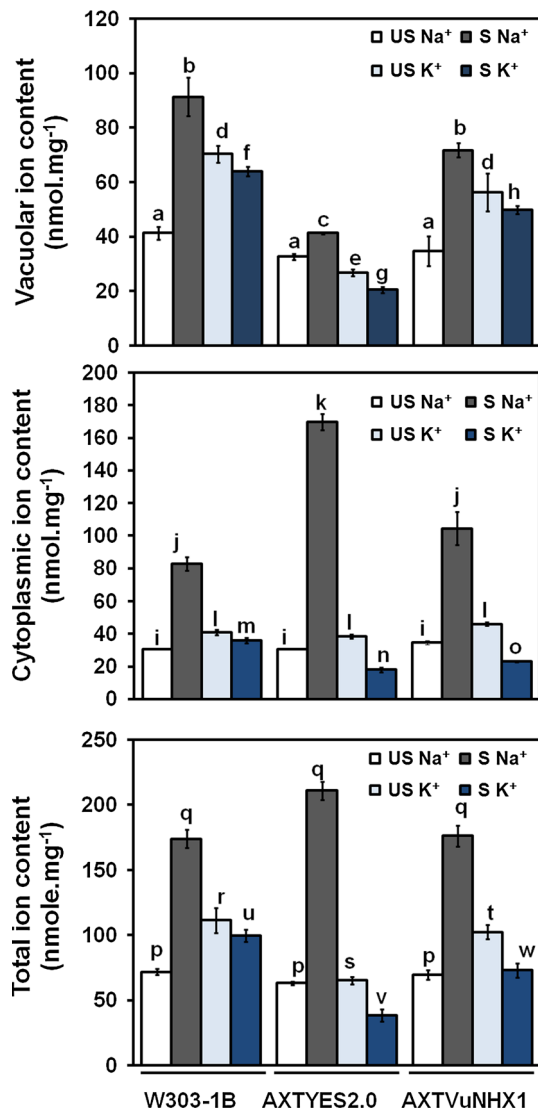 Vacuolar ion content
(nmol.mg⁻¹)
120
100
80
60
40
20
0
US Na⁺ S Na⁺
US K⁺ S K⁺
a b d f
a c e g
a b d h
Cytoplasmic ion content
(nmol.mg⁻¹)
200
180
160
140
120
100
80
60
40
20
0
US Na⁺ S Na⁺
US K⁺ S K⁺
i j l m
i k l n
i j l o
Total ion content
(nmole.mg⁻¹)
250
200
150
100
50
0
US Na⁺ S Na⁺
US K⁺ S K⁺
p q r u
p q s v
p q t w
W303-1B AXTYES2.0 AXTVuNHX1